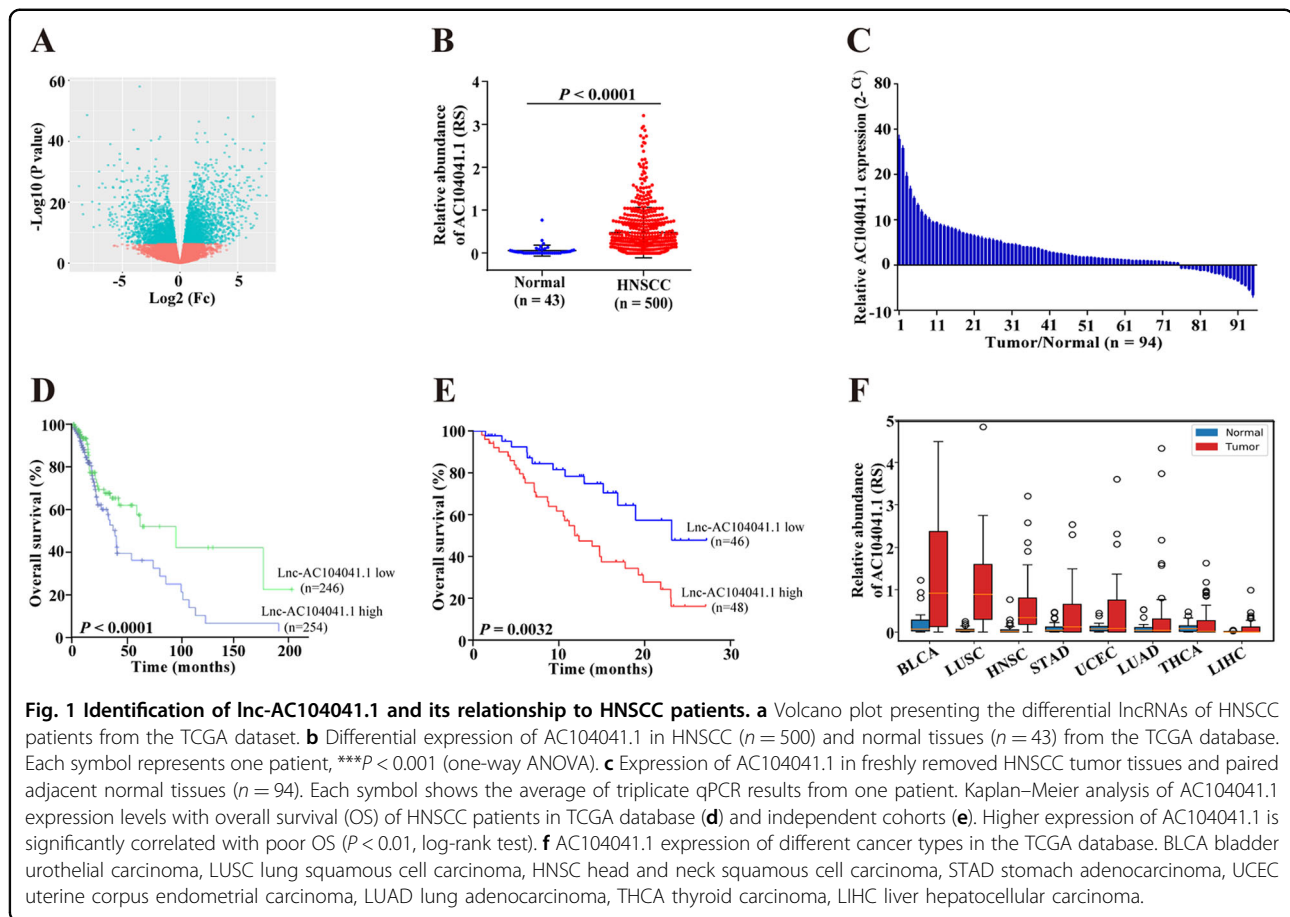 A
60
40
20
0
-Log10 (P value)
-5
0
5
Log2 (Fc)
B
Relative abundance
of AC104041.1 (RS)
4
3
2
1
0
P < 0.0001
Normal
(n = 43)
HNSCC
(n = 500)
C
Relative AC104041.1 expression (2-Ct)
80
40
20
10
0
-10
1
11
21
31
41
51
61
71
81
91
Tumor/Normal (n = 94)
D
Overall survival (%)
100
80
60
40
20
0
Lnc-AC104041.1 low
(n=246)
Lnc-AC104041.1 high
(n=254)
P < 0.0001
0
50
100
150
200
Time (months)
E
Overall survival (%)
100
80
60
40
20
0
Lnc-AC104041.1 low
(n=46)
Lnc-AC104041.1 high
(n=48)
P = 0.0032
0
10
20
30
Time (months)
F
Relative abundance
of AC104041.1 (RS)
5
4
3
2
1
0
Normal
Tumor
BLCA
LUSC
HNSC
STAD
UCEC
LUAD
THCA
LIHC
Fig. 1 Identification of lnc-AC104041.1 and its relationship to HNSCC patients. a Volcano plot presenting the differential lncRNAs of HNSCC
patients from the TCGA dataset. b Differential expression of AC104041.1 in HNSCC (n = 500) and normal tissues (n = 43) from the TCGA database.
Each symbol represents one patient, ***P < 0.001 (one-way ANOVA). c Expression of AC104041.1 in freshly removed HNSCC tumor tissues and paired
adjacent normal tissues (n = 94). Each symbol shows the average of triplicate qPCR results from one patient. Kaplan–Meier analysis of AC104041.1
expression levels with overall survival (OS) of HNSCC patients in TCGA database (d) and independent cohorts (e). Higher expression of AC104041.1 is
significantly correlated with poor OS (P < 0.01, log-rank test). f AC104041.1 expression of different cancer types in the TCGA database. BLCA bladder
urothelial carcinoma, LUSC lung squamous cell carcinoma, HNSC head and neck squamous cell carcinoma, STAD stomach adenocarcinoma, UCEC
uterine corpus endometrial carcinoma, LUAD lung adenocarcinoma, THCA thyroid carcinoma, LIHC liver hepatocellular carcinoma.